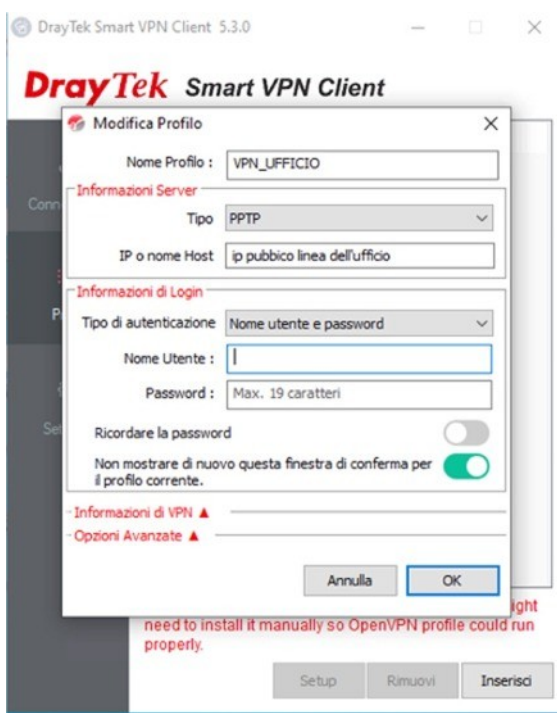 DrayTek Smart VPN Client 5.3.0
DrayTek Smart VPN Client
Modifica Profilo
Nome Profilo : VPN_UFFICIO
Informazioni Server
Tipo PPTP
IP o nome Host ip pubbico linea dell'ufficio
Informazioni di Login
Tipo di autenticazione Nome utente e password
Nome Utente :
Password : Max. 19 caratteri
Ricordare la password
Non mostrare di nuovo questa finestra di conferma per
il profilo corrente.
Informazioni di VPN ▲
Opzioni Avanzate ▲
Annulla OK
need to install it manually so OpenVPN profile could run
properly.
Setup Rimuovi Inserisci